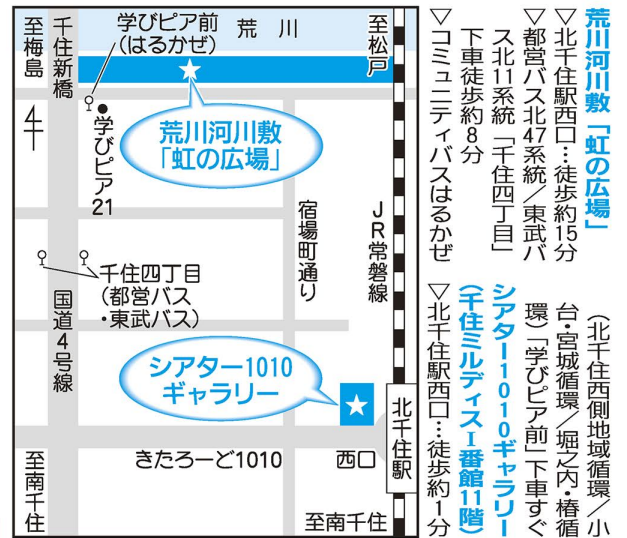 荒川河川敷「虹の広場」
▽北千住駅西口…徒歩約15分
▽都営バス北47系統／東武バ
ス北11系統「千住四丁目」
下車徒歩約8分
▽コミュニティバスはるかぜ
（北千住西側地域循環／小
台・宮城循環／堀之内・椿循
環）「学びピア前」下車すぐ
シアター1010ギャラリー
（千住ミルディスⅠ番館11階）
▽北千住駅西口…徒歩約1分
至梅島
千住新橋
学びピア前
（はるかぜ）
荒川
至松戸
学びピア
21
荒川河川敷
「虹の広場」
宿場町通り
JR常磐線
千住四丁目
（都営バス
・東武バス）
国道4号線
シアター1010
ギャラリー
北千住駅
きたろーど1010
西口
至南千住
至南千住